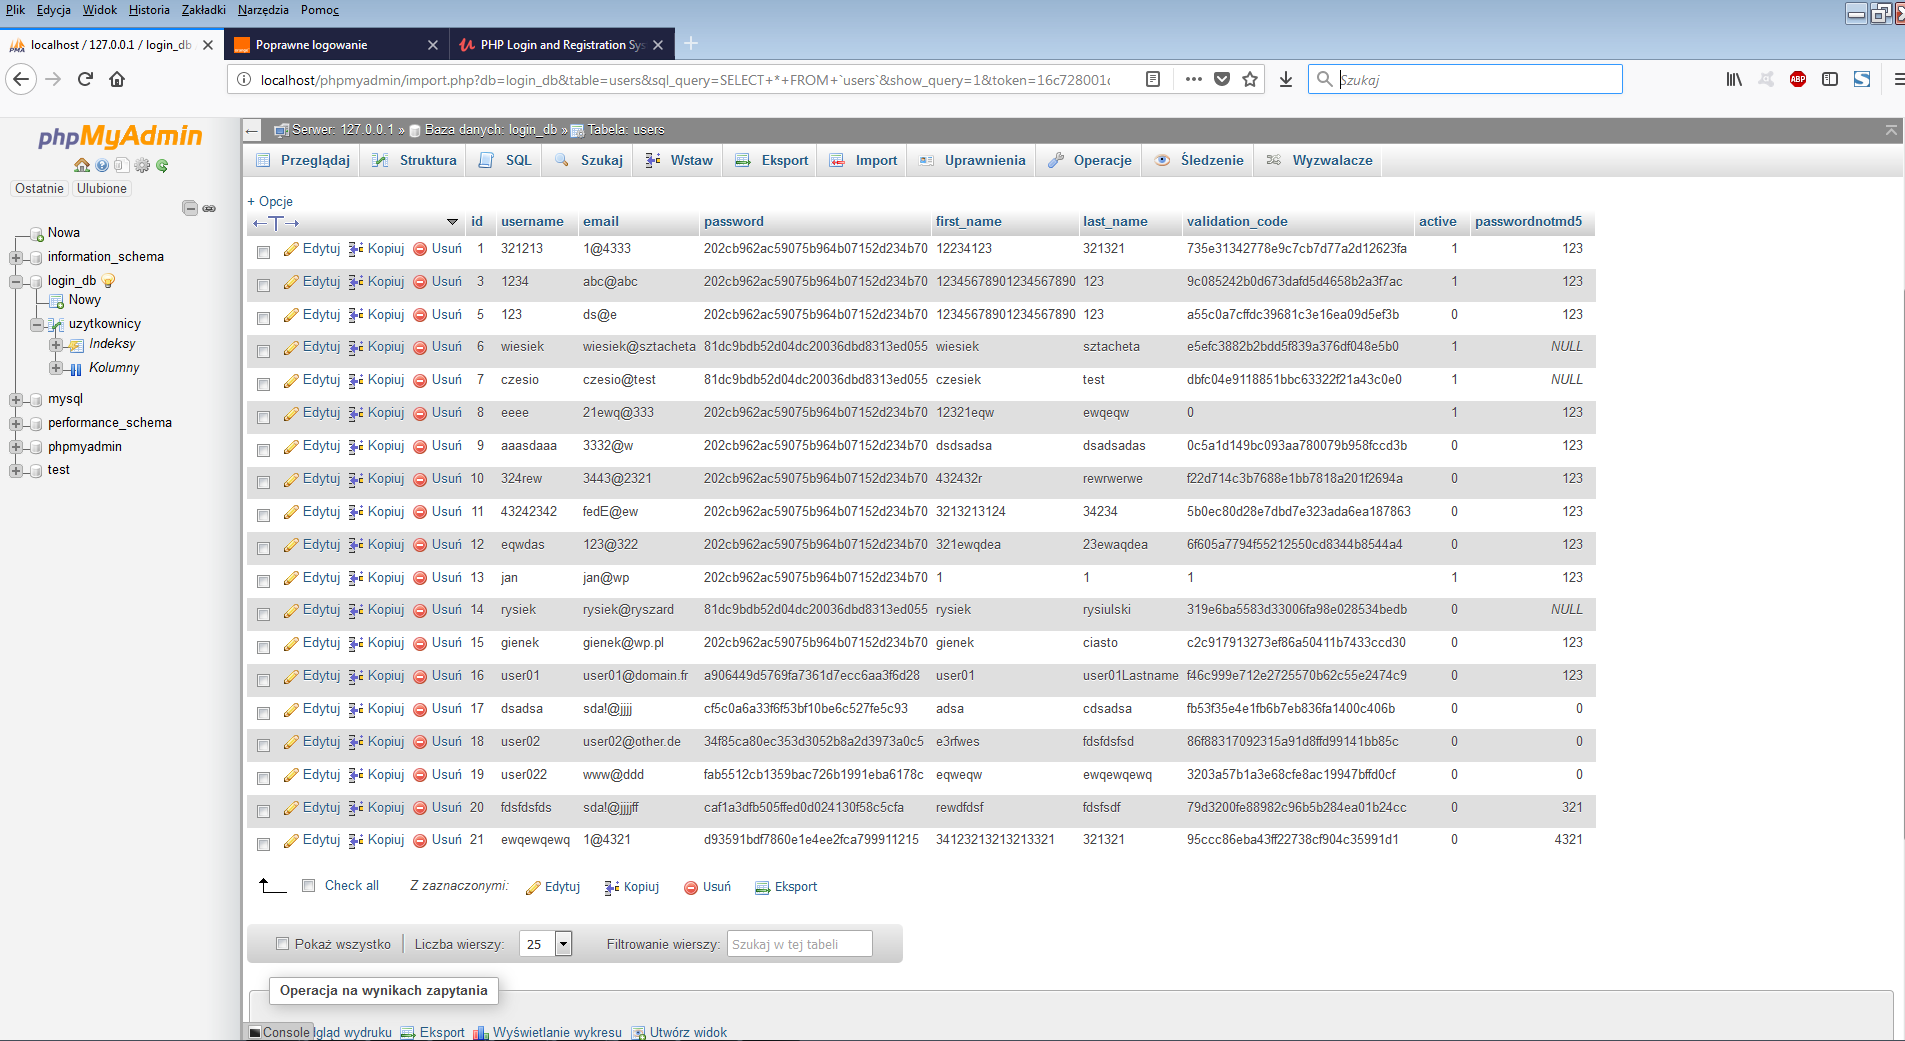 Plik Edycja Widok Historia Zakładki Narzędzia Pomoc
localhost / 127.0.0.1 / login_db
Poprawne logowanie
PHP Login and Registration Sys
localhost/phpmyadmin/import.php?db=login_db&table=users&sql_query=SELECT+*+FROM+`users`&show_query=1&token=16c728001c
Szukaj
ABP
phpMyAdmin
Ostatnie Ulubione
Nowa
information_schema
login_db
Nowy
uzytkownicy
Indeksy
Kolumny
mysql
performance_schema
phpmyadmin
test
Serwer: 127.0.0.1 » Baza danych: login_db » Tabela: users
Przeglądaj Struktura SQL Szukaj Wstaw Eksport Import Uprawnienia Operacje Śledzenie Wyzwalacze
+ Opcje
←T→ id username email password first_name last_name validation_code active passwordnotmd5
Edytuj Kopiuj Usuń 1 321213 1@4333 202cb962ac59075b964b07152d234b70 12234123 321321 735e31342778e9c7cb7d77a2d12623fa 1 123
Edytuj Kopiuj Usuń 3 1234 abc@abc 202cb962ac59075b964b07152d234b70 12345678901234567890 123 9c085242b0d673dafd5d4658b2a3f7ac 1 123
Edytuj Kopiuj Usuń 5 123 ds@e 202cb962ac59075b964b07152d234b70 12345678901234567890 123 a55c0a7cffdc39681c3e16ea09d5ef3b 0 123
Edytuj Kopiuj Usuń 6 wiesiek wiesiek@sztacheta 81dc9bdb52d04dc20036dbd8313ed055 wiesiek sztacheta e5efc3882b2bdd5f839a376df048e5b0 1 NULL
Edytuj Kopiuj Usuń 7 czesio czesio@test 81dc9bdb52d04dc20036dbd8313ed055 czesiek test dbfc04e9118851bbc63322f21a43c0e0 1 NULL
Edytuj Kopiuj Usuń 8 eeee 21ewq@333 202cb962ac59075b964b07152d234b70 12321eqw ewqeqw 0 1 123
Edytuj Kopiuj Usuń 9 aaasdaaa 3332@w 202cb962ac59075b964b07152d234b70 dsdsadsa dsadsadas 0c5a1d149bc093aa780079b958fccd3b 0 123
Edytuj Kopiuj Usuń 10 324rew 3443@2321 202cb962ac59075b964b07152d234b70 432432r rewrwerwe f22d714c3b7688e1bb7818a201f2694a 0 123
Edytuj Kopiuj Usuń 11 43242342 fedE@ew 202cb962ac59075b964b07152d234b70 3213213124 34234 5b0ec80d28e7dbd7e323ada6ea187863 0 123
Edytuj Kopiuj Usuń 12 eqwdas 123@322 202cb962ac59075b964b07152d234b70 321ewqdea 23ewaqdea 6f605a7794f55212550cd8344b8544a4 0 123
Edytuj Kopiuj Usuń 13 jan jan@wp 202cb962ac59075b964b07152d234b70 1 1 1 1 123
Edytuj Kopiuj Usuń 14 rysiek rysiek@ryszard 81dc9bdb52d04dc20036dbd8313ed055 rysiek rysiulski 319e6ba5583d33006fa98e028534bedb 0 NULL
Edytuj Kopiuj Usuń 15 gienek gienek@wp.pl 202cb962ac59075b964b07152d234b70 gienek ciasto c2c917913273ef86a50411b7433ccd30 0 123
Edytuj Kopiuj Usuń 16 user01 user01@domain.fr a906449d5769fa7361d7ecc6aa3f6d28 user01 user01Lastname f46c999e712e2725570b62c55e2474c9 0 123
Edytuj Kopiuj Usuń 17 dsadsa sda!@jjjj cf5c0a6a33f6f53bf10be6c527fe5c93 adsa cdsadsa fb53f35e4e1fb6b7eb836fa1400c406b 0 0
Edytuj Kopiuj Usuń 18 user02 user02@other.de 34f85ca80ec353d3052b8a2d3973a0c5 e3rfwes fdsfdsfsd 86f88317092315a91d8ffd99141bb85c 0 0
Edytuj Kopiuj Usuń 19 user022 www@ddd fab5512cb1359bac726b1991eba6178c eqweqw ewqewqewq 3203a57b1a3e68cfe8ac19947bffd0cf 0 0
Edytuj Kopiuj Usuń 20 fdsfdsfds sda!@jjjjff caf1a3dfb505ffed0d024130f58c5cfa rewdfdsf fdsfsdf 79d3200fe88982c96b5b284ea01b24cc 0 321
Edytuj Kopiuj Usuń 21 ewqewqewq 1@4321 d93591bdf7860e1e4ee2fca799911215 34123213213213321 321321 95ccc86eba43ff22738cf904c35991d1 0 4321
Check all Z zaznaczonymi: Edytuj Kopiuj Usuń Eksport
Pokaż wszystko Liczba wierszy: 25 Filtrowanie wierszy: Szukaj w tej tabeli
Operacja na wynikach zapytania
Console gląd wydruku Eksport Wyświetlanie wykresu Utwórz widok